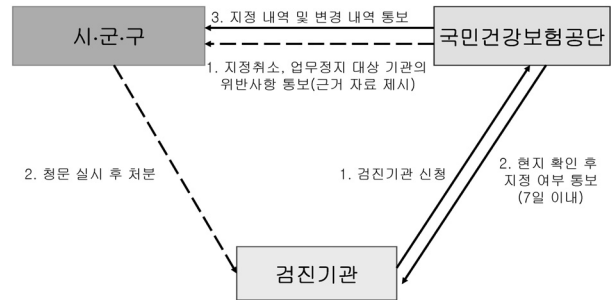 시·군·구
3. 지정 내역 및 변경 내역 통보
국민건강보험공단
1. 지정취소, 업무정지 대상 기관의
위반사항 통보(근거 자료 제시)
2. 청문 실시 후 처분
1. 검진기관 신청
2. 현지 확인 후
지정 여부 통보
(7일 이내)
검진기관